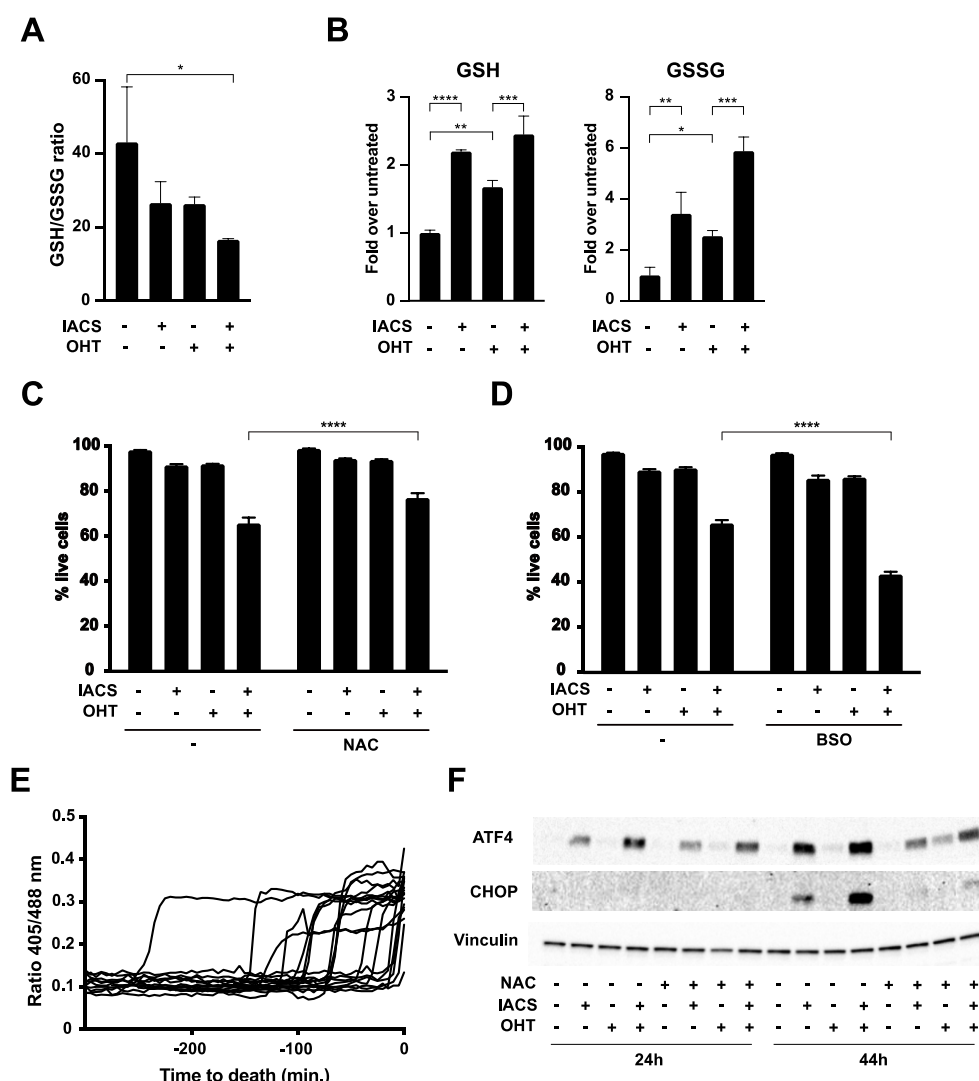 A
B
GSH
GSSG
*
60
40
20
0
GSH/GSSG ratio
****
***
**
3
2
1
0
Fold over untreated
**
***
*
8
6
4
2
0
Fold over untreated
IACS - + - +
OHT - - + +
IACS - + - + - + - +
OHT - - + + - - + +
C
D
****
100
80
60
40
20
0
% live cells
IACS - + - + - + - +
OHT - - + + - - + +
- NAC
****
100
80
60
40
20
0
% live cells
IACS - + - + - + - +
OHT - - + + - - + +
- BSO
E
F
0.5
0.4
0.3
0.2
0.1
0
Ratio 405/488 nm
-200 -100 0
Time to death (min.)
ATF4
CHOP
Vinculin
NAC - - - - + + + + - - - - + + + +
IACS - + - + - + - + - + - + - + - +
OHT - - + + - - + + - - + + - - + +
24h 44h